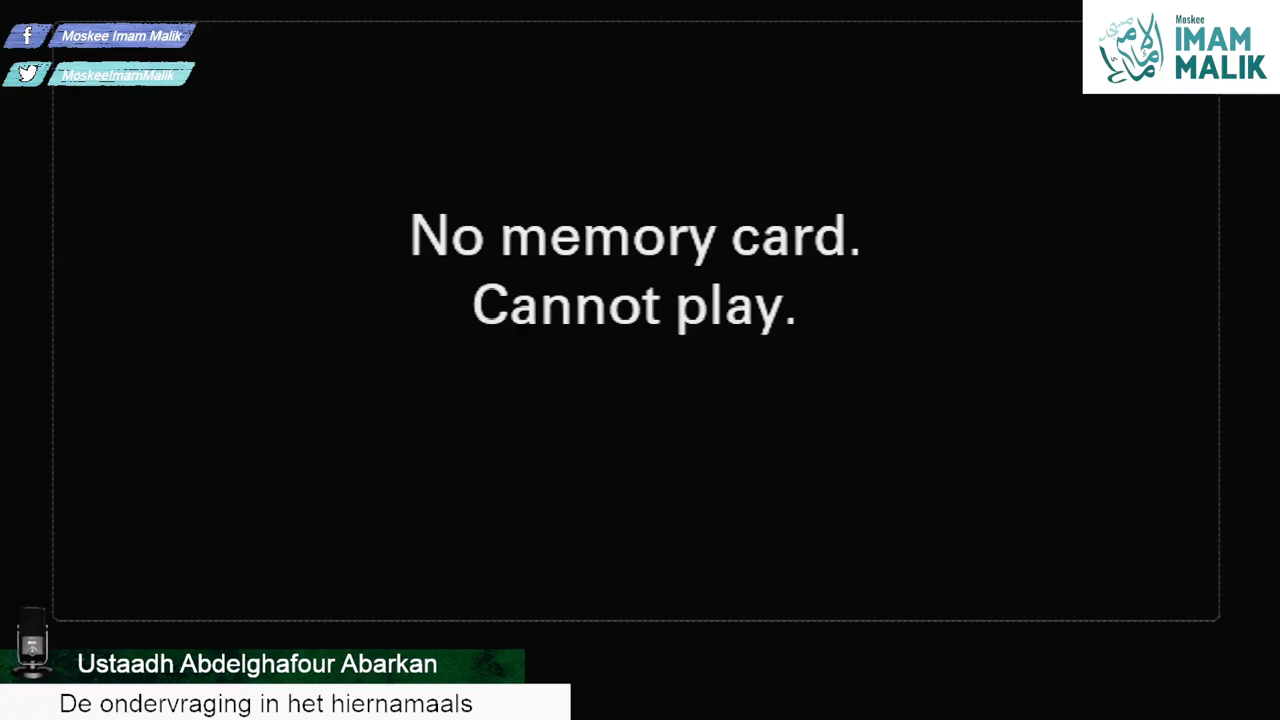 f Moskee Imam Malik
MoskeeImamMalik
Moskee
IMAM
MALIK
No memory card.
Cannot play.
Ustaadh Abdelghafour Abarkan
De ondervraging in het hiernamaals